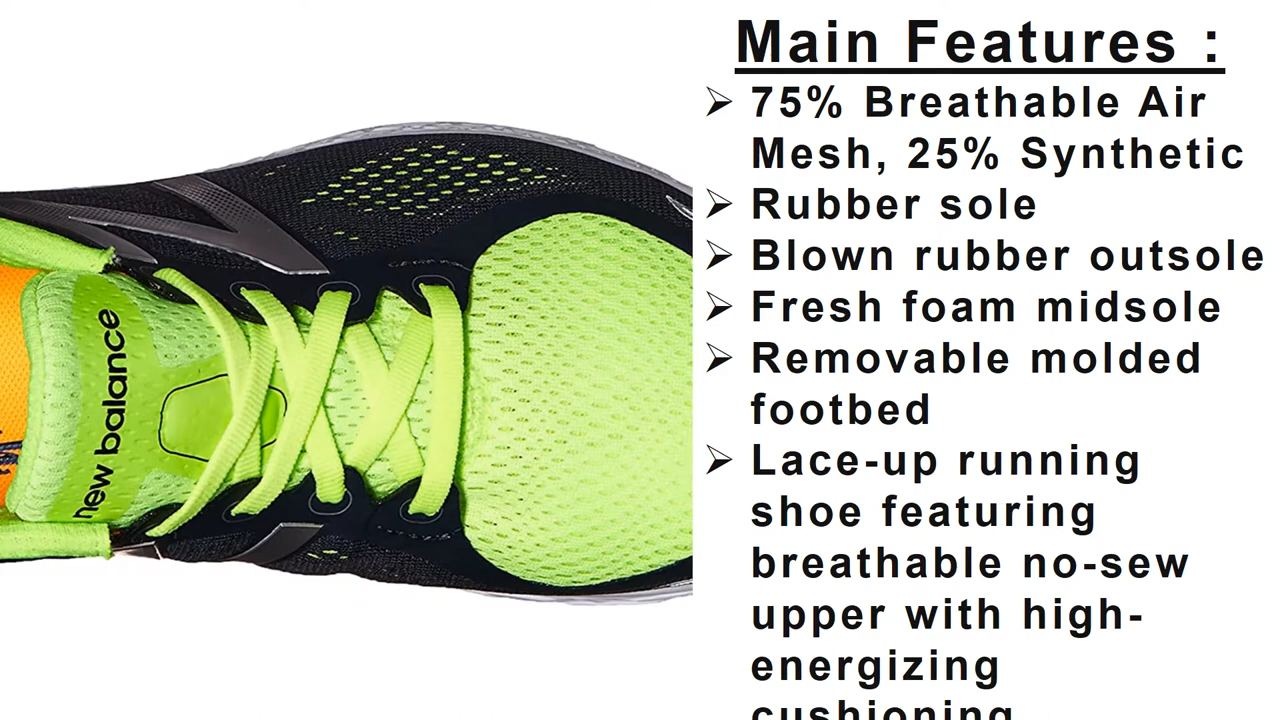 Main Features :
75% Breathable Air
Mesh, 25% Synthetic
Rubber sole
Blown rubber outsole
Fresh foam midsole
Removable molded
footbed
Lace-up running
shoe featuring
breathable no-sew
upper with high-
energizing
cushioning
new balance